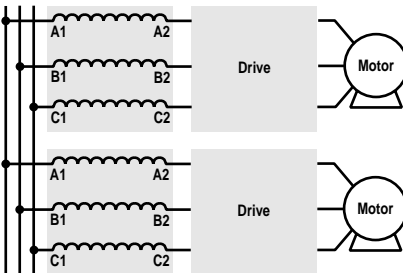 A1 A2
B1 B2
Drive
Motor
C1 C2
A1 A2
B1 B2
Drive
Motor
C1 C2